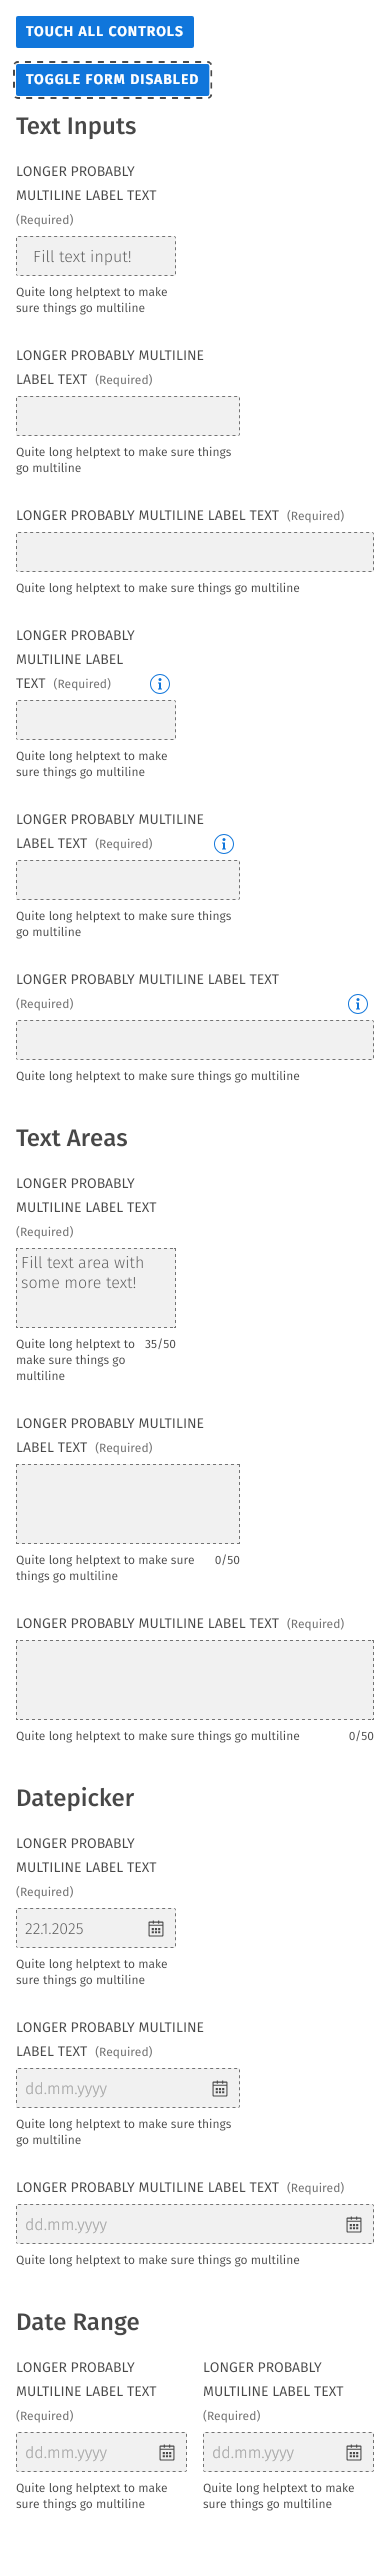 TOUCH ALL CONTROLS
TOGGLE FORM DISABLED
Text Inputs
LONGER PROBABLY
MULTILINE LABEL TEXT
(Required)
Fill text input!
Quite long helptext to make
sure things go multiline
LONGER PROBABLY MULTILINE
LABEL TEXT (Required)
Quite long helptext to make sure things
go multiline
LONGER PROBABLY MULTILINE LABEL TEXT (Required)
Quite long helptext to make sure things go multiline
LONGER PROBABLY
MULTILINE LABEL
TEXT (Required)
Quite long helptext to make
sure things go multiline
LONGER PROBABLY MULTILINE
LABEL TEXT (Required)
Quite long helptext to make sure things
go multiline
LONGER PROBABLY MULTILINE LABEL TEXT
(Required)
Quite long helptext to make sure things go multiline
Text Areas
LONGER PROBABLY
MULTILINE LABEL TEXT
(Required)
Fill text area with
some more text!
Quite long helptext to 35/50
make sure things go
multiline
LONGER PROBABLY MULTILINE
LABEL TEXT (Required)
Quite long helptext to make sure 0/50
things go multiline
LONGER PROBABLY MULTILINE LABEL TEXT (Required)
Quite long helptext to make sure things go multiline 0/50
Datepicker
LONGER PROBABLY
MULTILINE LABEL TEXT
(Required)
22.1.2025
Quite long helptext to make
sure things go multiline
LONGER PROBABLY MULTILINE
LABEL TEXT (Required)
dd.mm.yyyy
Quite long helptext to make sure things
go multiline
LONGER PROBABLY MULTILINE LABEL TEXT (Required)
dd.mm.yyyy
Quite long helptext to make sure things go multiline
Date Range
LONGER PROBABLY
MULTILINE LABEL TEXT
(Required)
dd.mm.yyyy
Quite long helptext to make
sure things go multiline
LONGER PROBABLY
MULTILINE LABEL TEXT
(Required)
dd.mm.yyyy
Quite long helptext to make
sure things go multiline